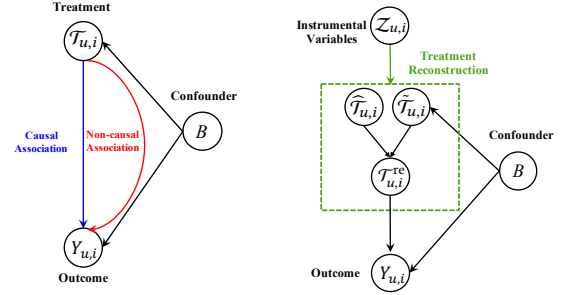 Treatment
𝒯u,i
Confounder
B
Causal
Association
Non-causal
Association
Yu,i
Outcome
Instrumental
Variables
𝒵u,i
Treatment
Reconstruction
𝒯̂u,i
𝒯̃u,i
Confounder
B
𝒯u,i^re
Outcome
Yu,i